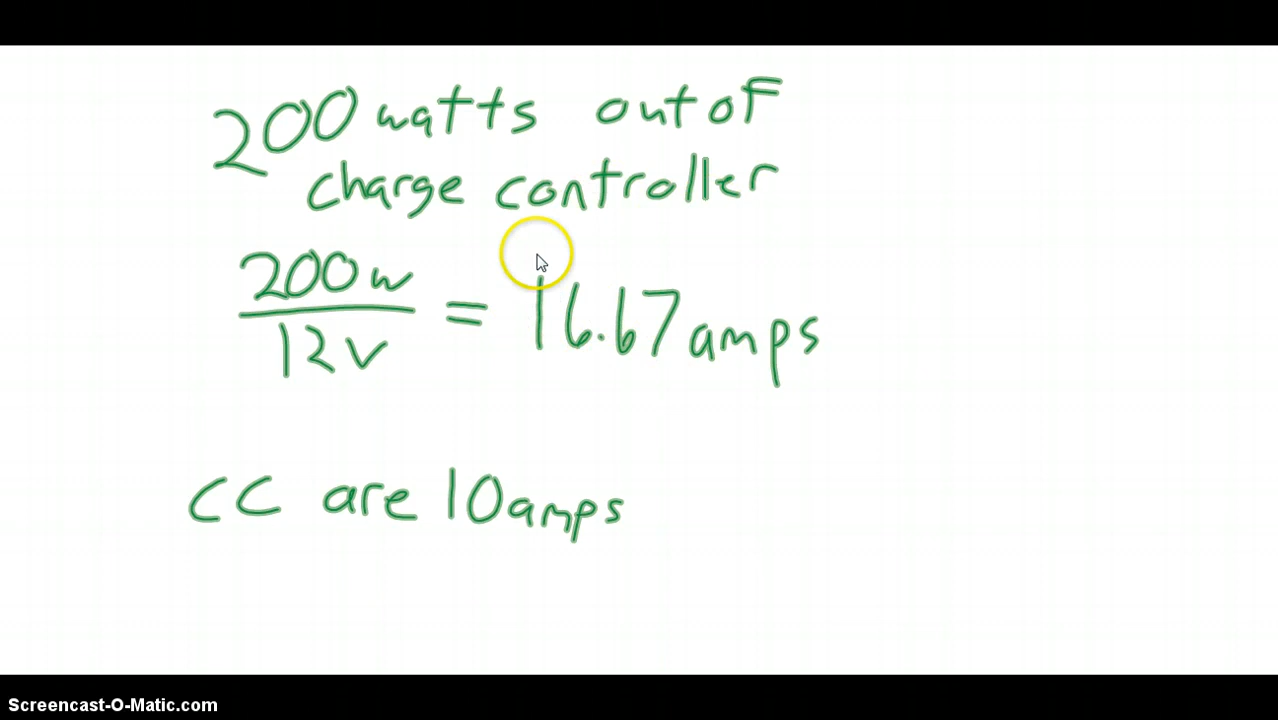 200 watts out of
charge controller
200w
12v
= 16.67 amps
CC are 10 amps
Screencast-O-Matic.com